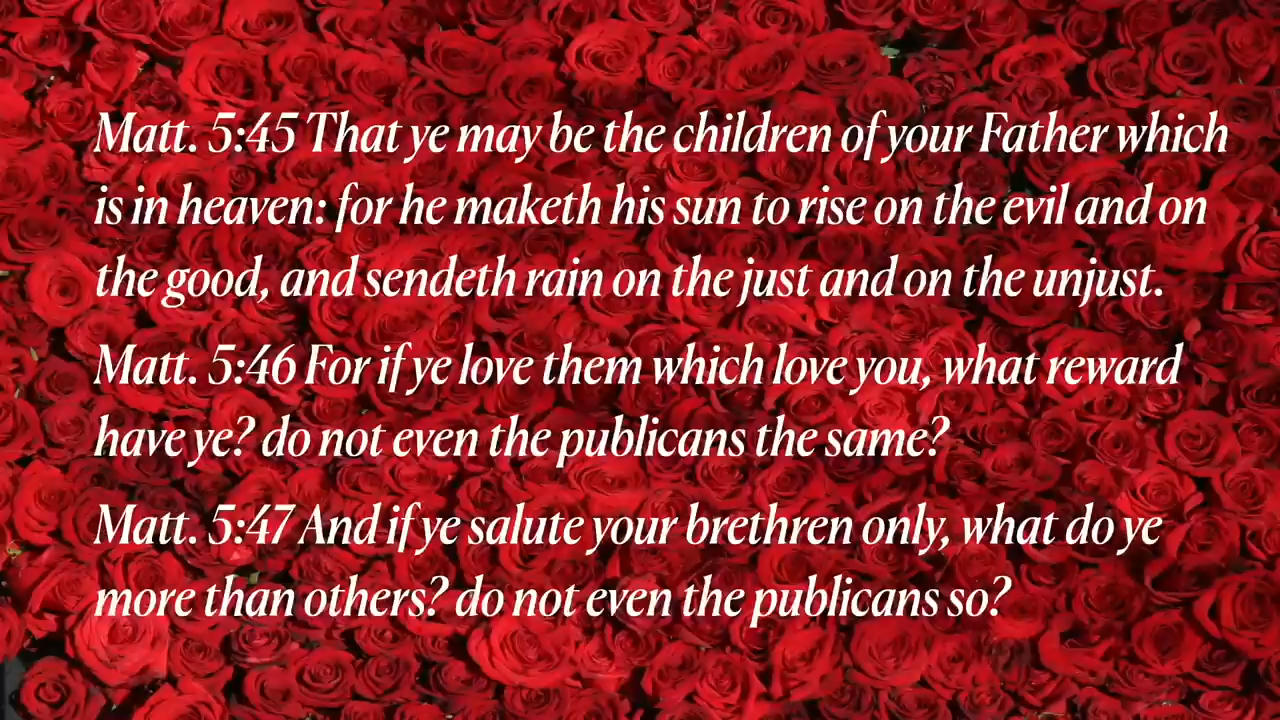 Matt. 5:45 That ye may be the children of your Father which
is in heaven: for he maketh his sun to rise on the evil and on
the good, and sendeth rain on the just and on the unjust.
Matt. 5:46 For if ye love them which love you, what reward
have ye? do not even the publicans the same?
Matt. 5:47 And if ye salute your brethren only, what do ye
more than others? do not even the publicans so?